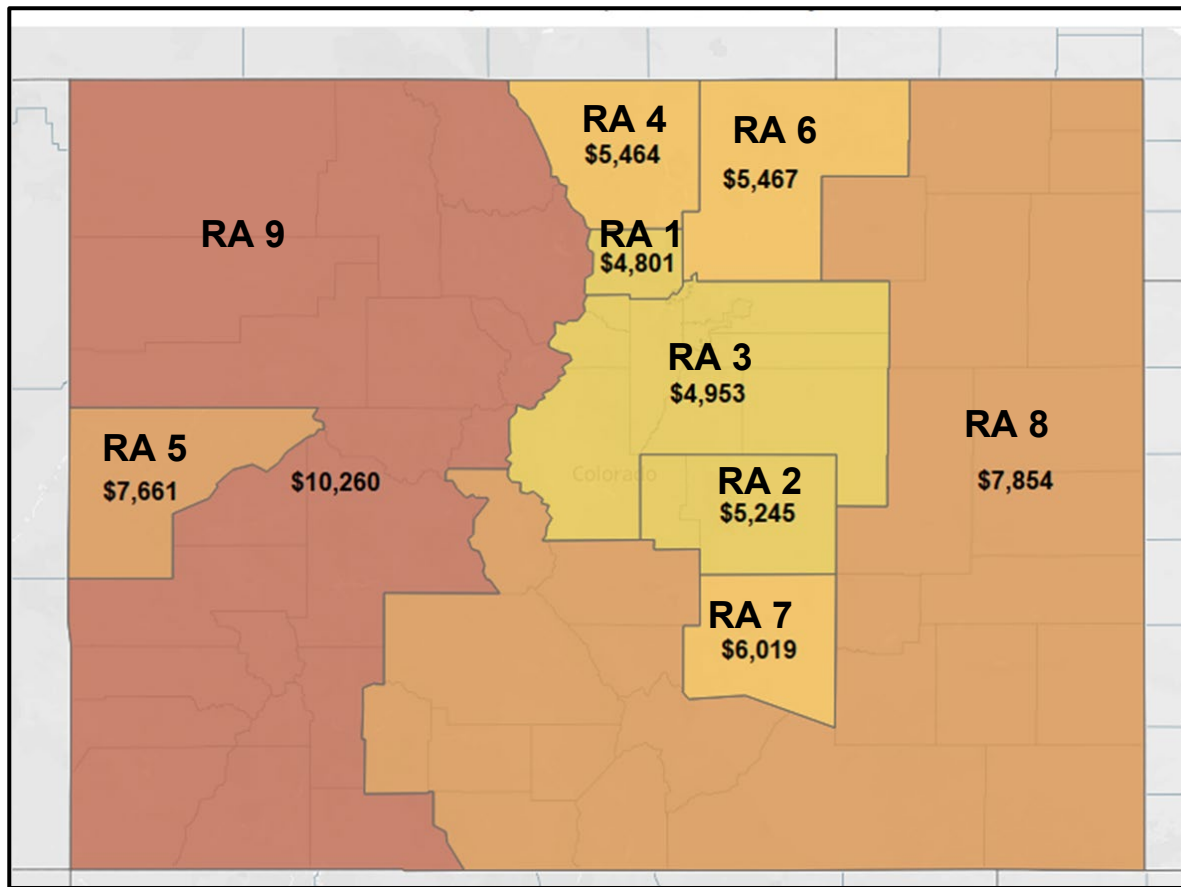 RA 4
$5,464
RA 6
$5,467
RA 9
RA 1
$4,801
RA 3
$4,953
RA 5
$7,661
$10,260
RA 8
$7,854
Colorado
RA 2
$5,245
RA 7
$6,019